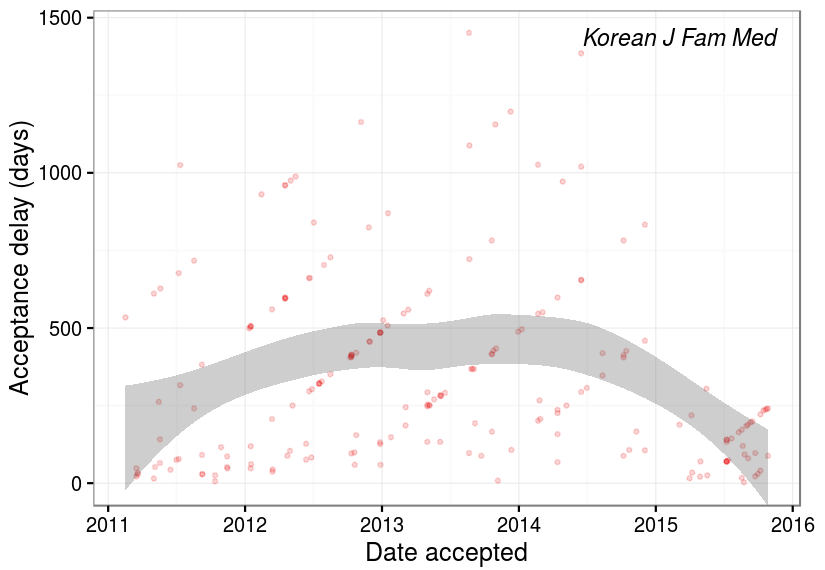 Korean J Fam Med
Acceptance delay (days)
1500
1000
500
0
2011 2012 2013 2014 2015 2016
Date accepted